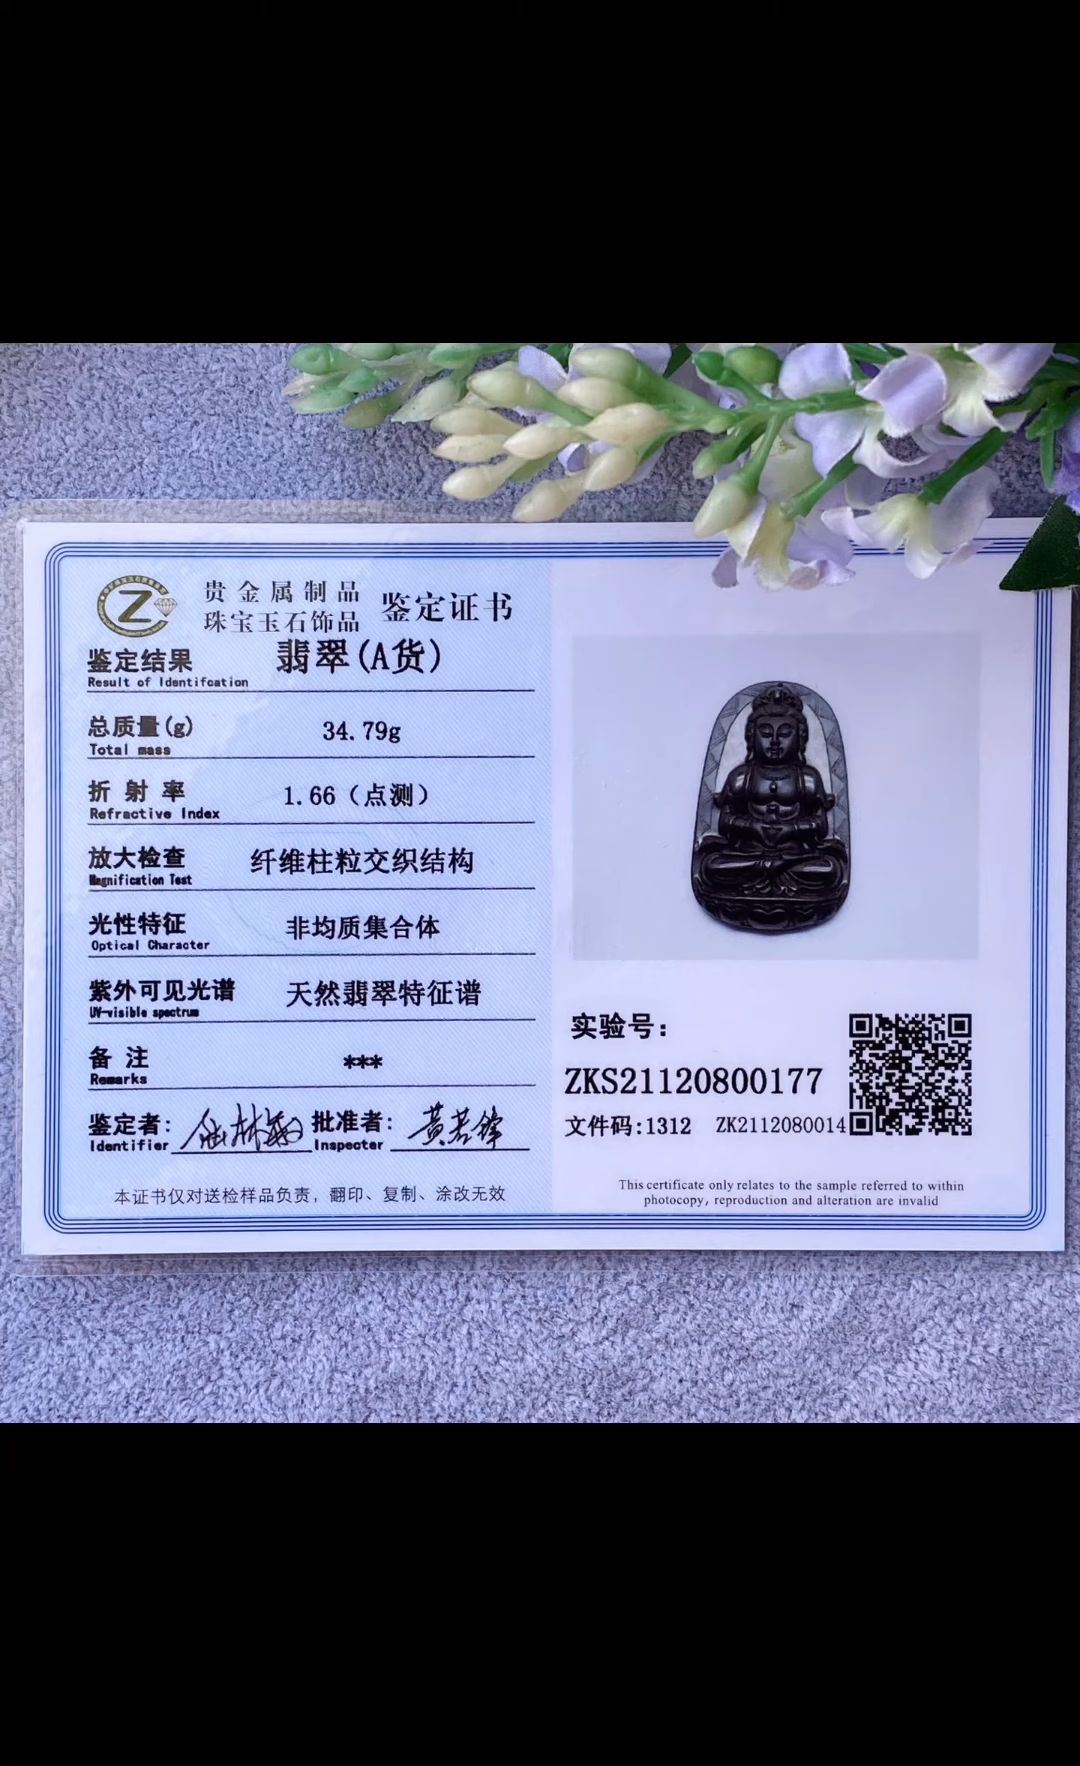 贵金属制品
珠宝玉石饰品
鉴定证书
鉴定结果 翡翠(A货)
Result of Identifcation
总质量(g) 34.79g
Total mass
折射率 1.66（点测）
Refractive Index
放大检查 纤维柱粒交织结构
Magnification Test
光性特征 非均质集合体
Optical Character
紫外可见光谱 天然翡翠特征谱
UV-visible spectrum
备注 ***
Remarks
鉴定者: 批准者: 黄若锋
Identifier Inspecter
本证书仅对送检样品负责，翻印、复制、涂改无效
实验号：
ZKS21120800177
文件码:1312 ZK2112080014
This certificate only relates to the sample referred to within
photocopy, reproduction and alteration are invalid